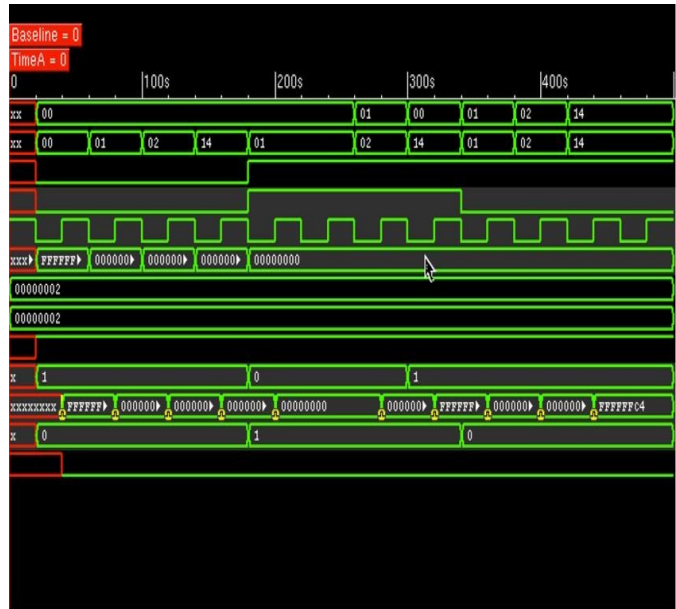 Baseline = 0
TimeA = 0
0 100s 200s 300s 400s
xx 00 01 00 01 02 14
xx 00 01 02 14 01 02 14 01 02 14
xxx FFFFFF 000000 000000 000000 00000000
00000002
00000002
x 1 0 1
xxxxxxxx FFFFFF 000000 000000 000000 00000000 000000 FFFFFF 000000 000000 FFFFFFc4
x 0 1 0